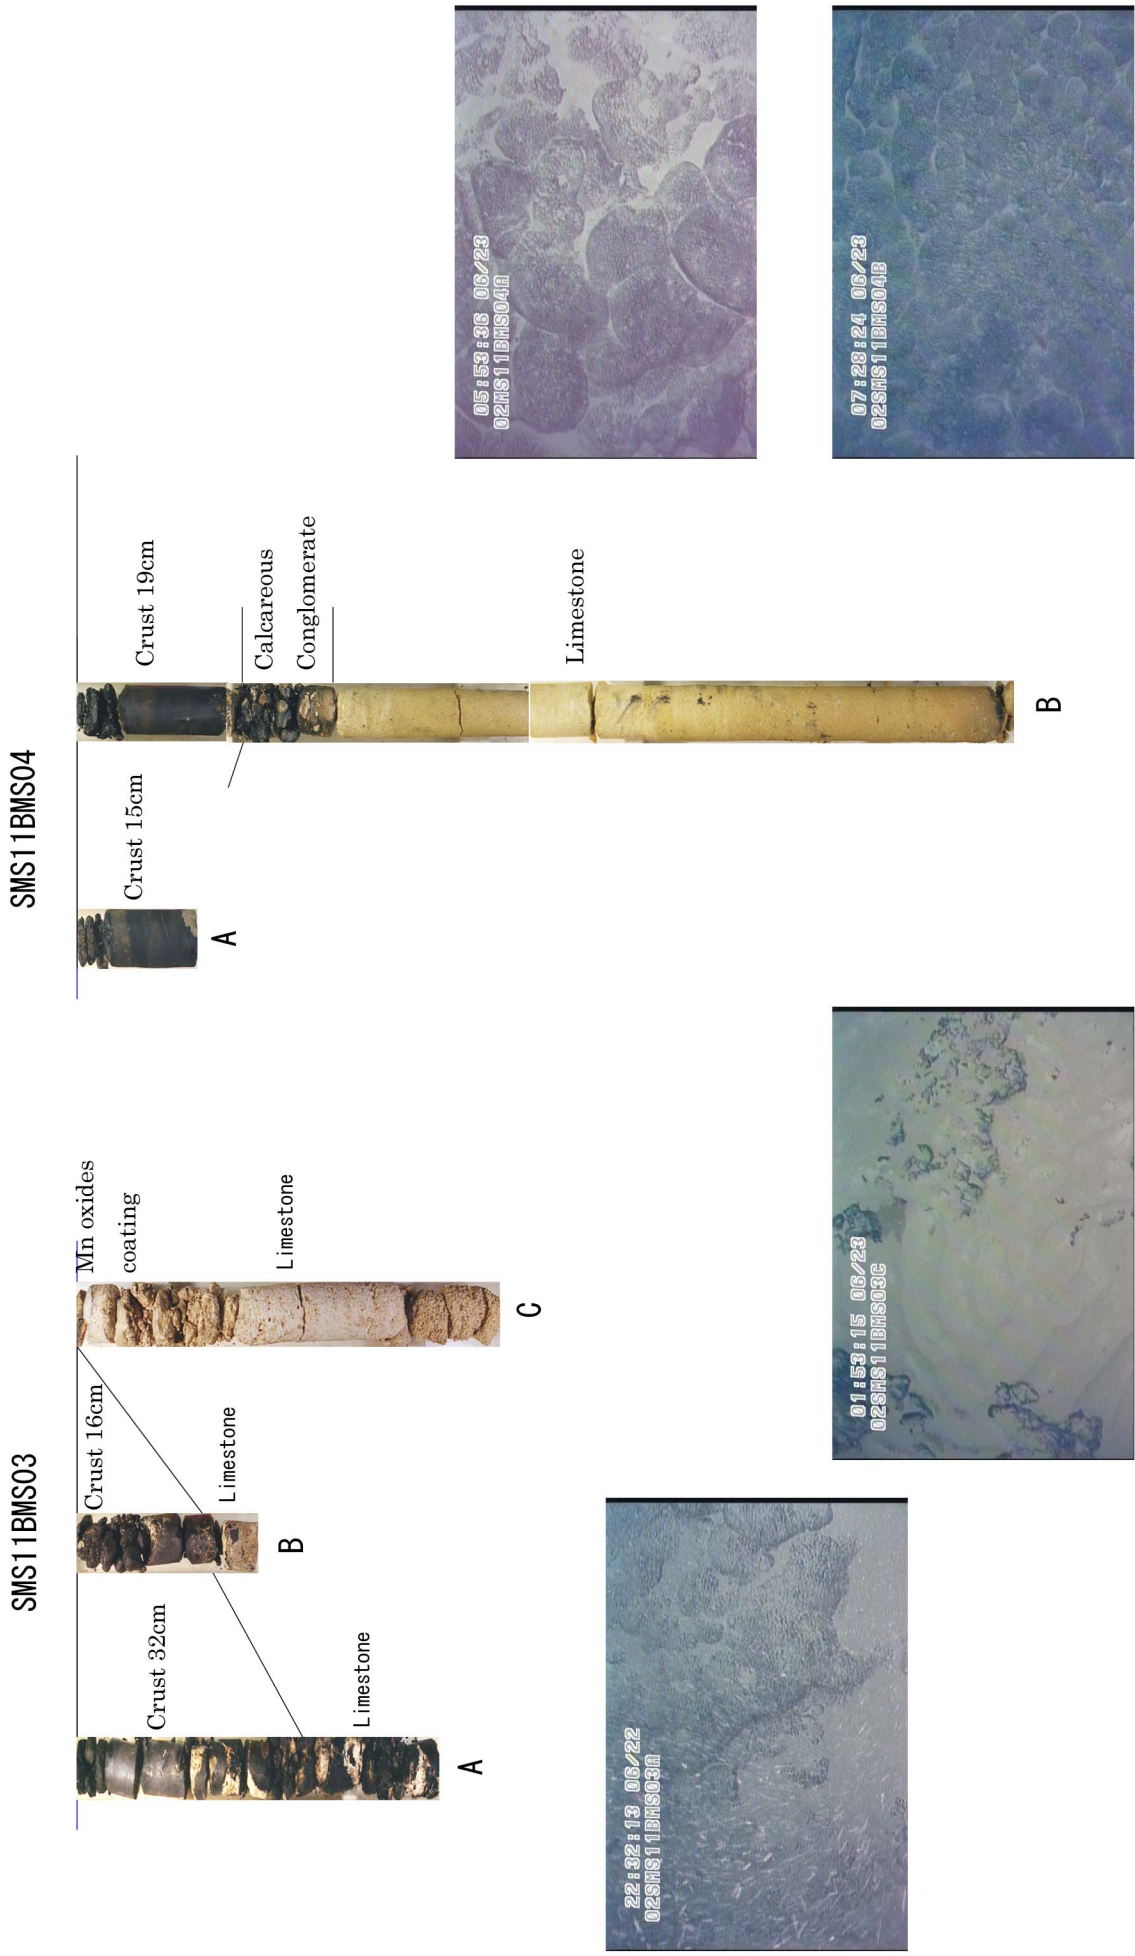 SMS11BMS03
Crust 32cm
Limestone
A
Crust 16cm
Limestone
B
Mn oxides
coating
Limestone
C
22:32:13 06/22
02SMS11BMS03A
01:53:15 06/23
02SMS11BMS03C
SMS11BMS04
Crust 15cm
A
Crust 19cm
Calcareous
Conglomerate
Limestone
B
05:53:36 06/23
02MS11BMS04A
07:28:24 06/23
02SMS11BMS04B